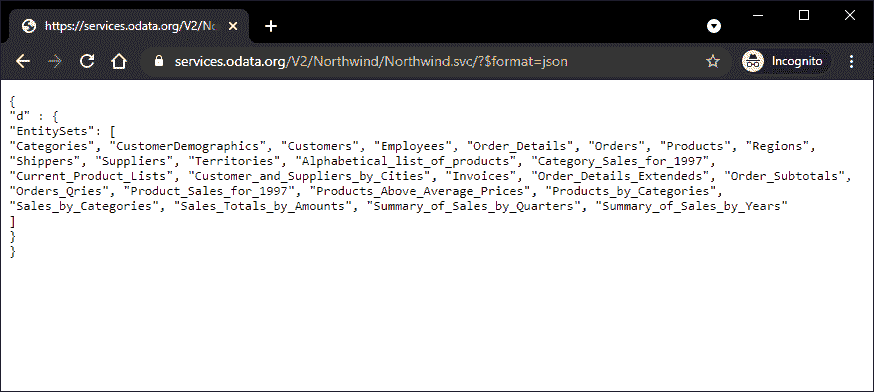 https://services.odata.org/V2/No
services.odata.org/V2/Northwind/Northwind.svc/?$format=json
Incognito
{
"d" : {
"EntitySets": [
"Categories", "CustomerDemographics", "Customers", "Employees", "Order_Details", "Orders", "Products", "Regions",
"Shippers", "Suppliers", "Territories", "Alphabetical_list_of_products", "Category_Sales_for_1997",
"Current_Product_Lists", "Customer_and_Suppliers_by_Cities", "Invoices", "Order_Details_Extendeds", "Order_Subtotals",
"Orders_Qries", "Product_Sales_for_1997", "Products_Above_Average_Prices", "Products_by_Categories",
"Sales_by_Categories", "Sales_Totals_by_Amounts", "Summary_of_Sales_by_Quarters", "Summary_of_Sales_by_Years"
]
}
}